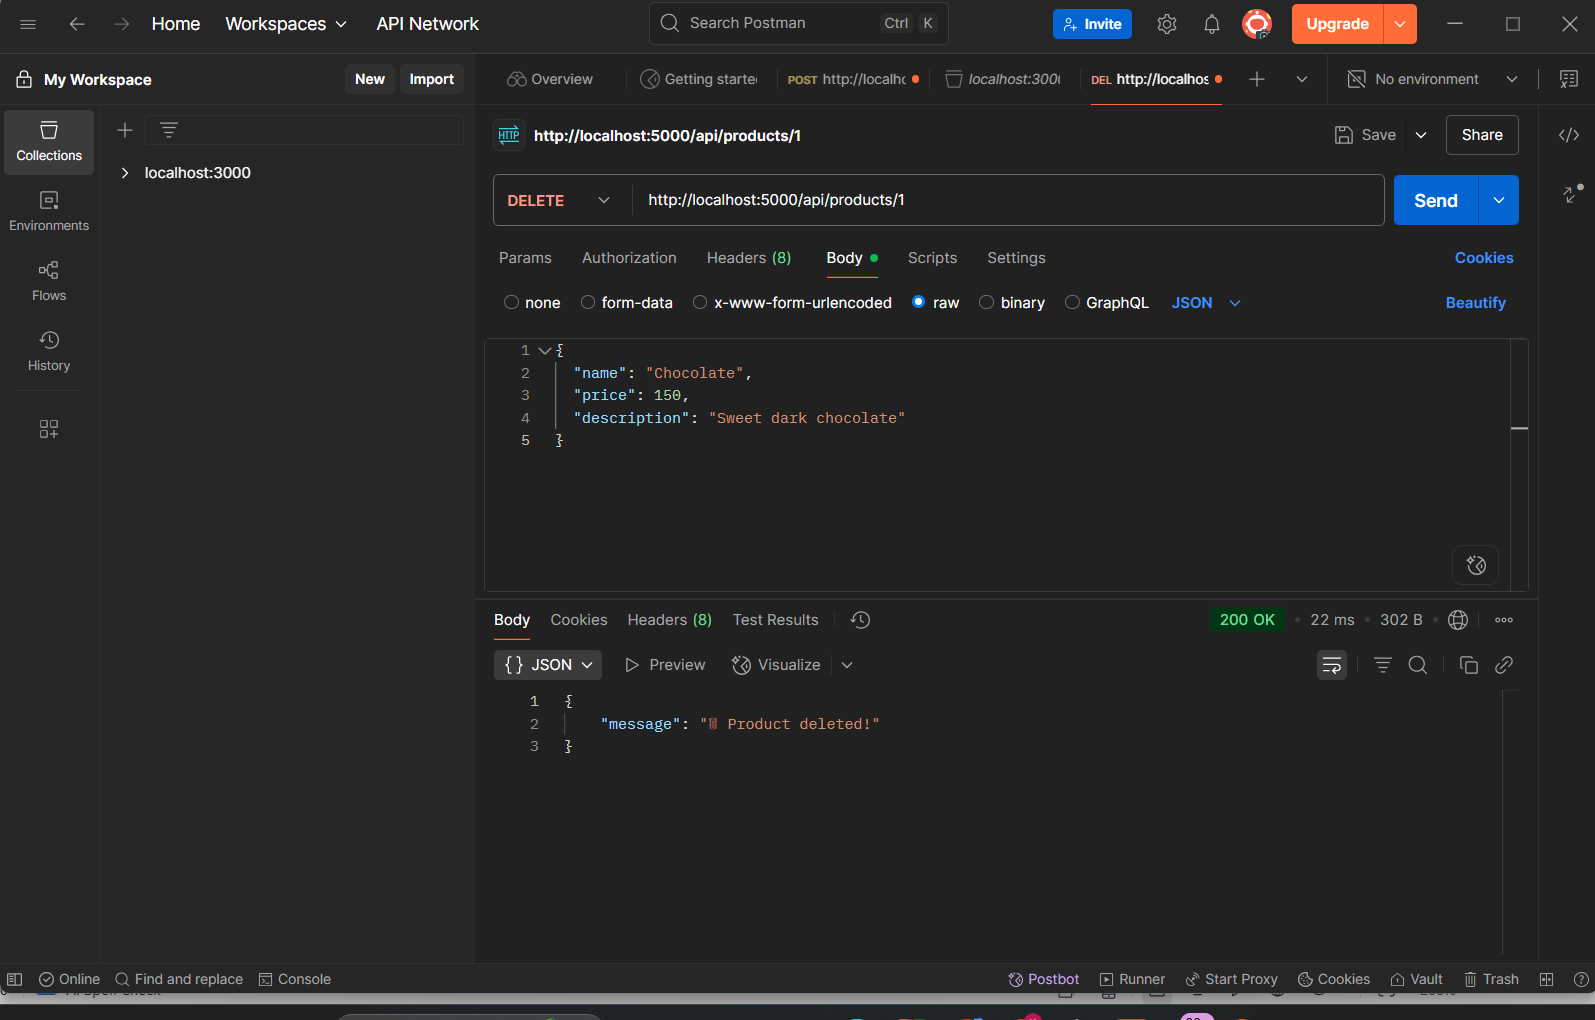 Home
Workspaces
API Network
Search Postman
Ctrl K
Invite
Upgrade
My Workspace
New
Import
Overview
Getting starte
POST http://localhc
localhost:300
DEL http://localhos
No environment
Collections
Environments
Flows
History
localhost:3000
HTTP
http://localhost:5000/api/products/1
Save
Share
DELETE
http://localhost:5000/api/products/1
Send
Params
Authorization
Headers (8)
Body
Scripts
Settings
Cookies
none
form-data
x-www-form-urlencoded
raw
binary
GraphQL
JSON
Beautify
1 {
2 "name": "Chocolate",
3 "price": 150,
4 "description": "Sweet dark chocolate"
5 }
Body
Cookies
Headers (8)
Test Results
200 OK
22 ms
302 B
{} JSON
Preview
Visualize
1 {
2 "message": "🗑 Product deleted!"
3 }
Online
Find and replace
Console
Postbot
Runner
Start Proxy
Cookies
Vault
Trash